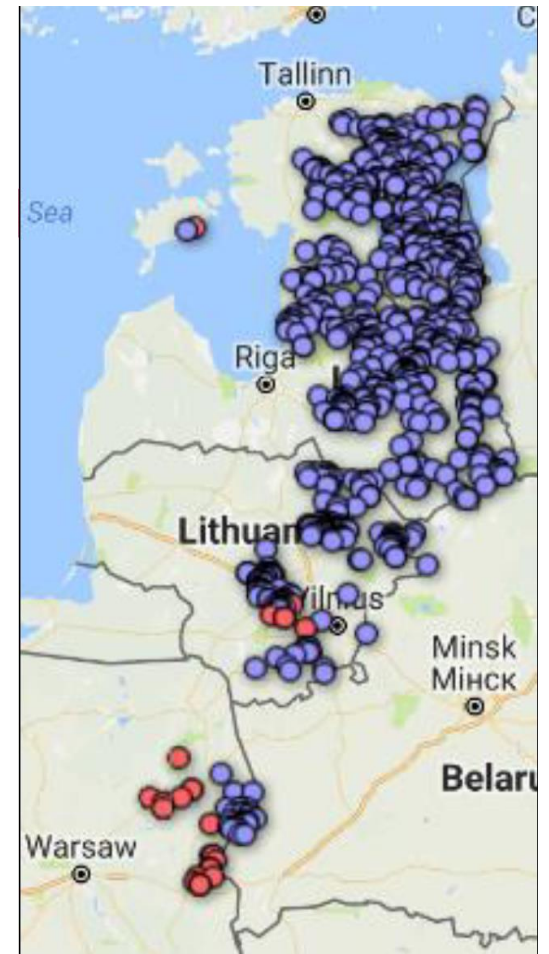 C
Tallinn
Sea
Riga
L
Lithuan
Vilnius
Minsk
Мінск
Belaru
Warsaw